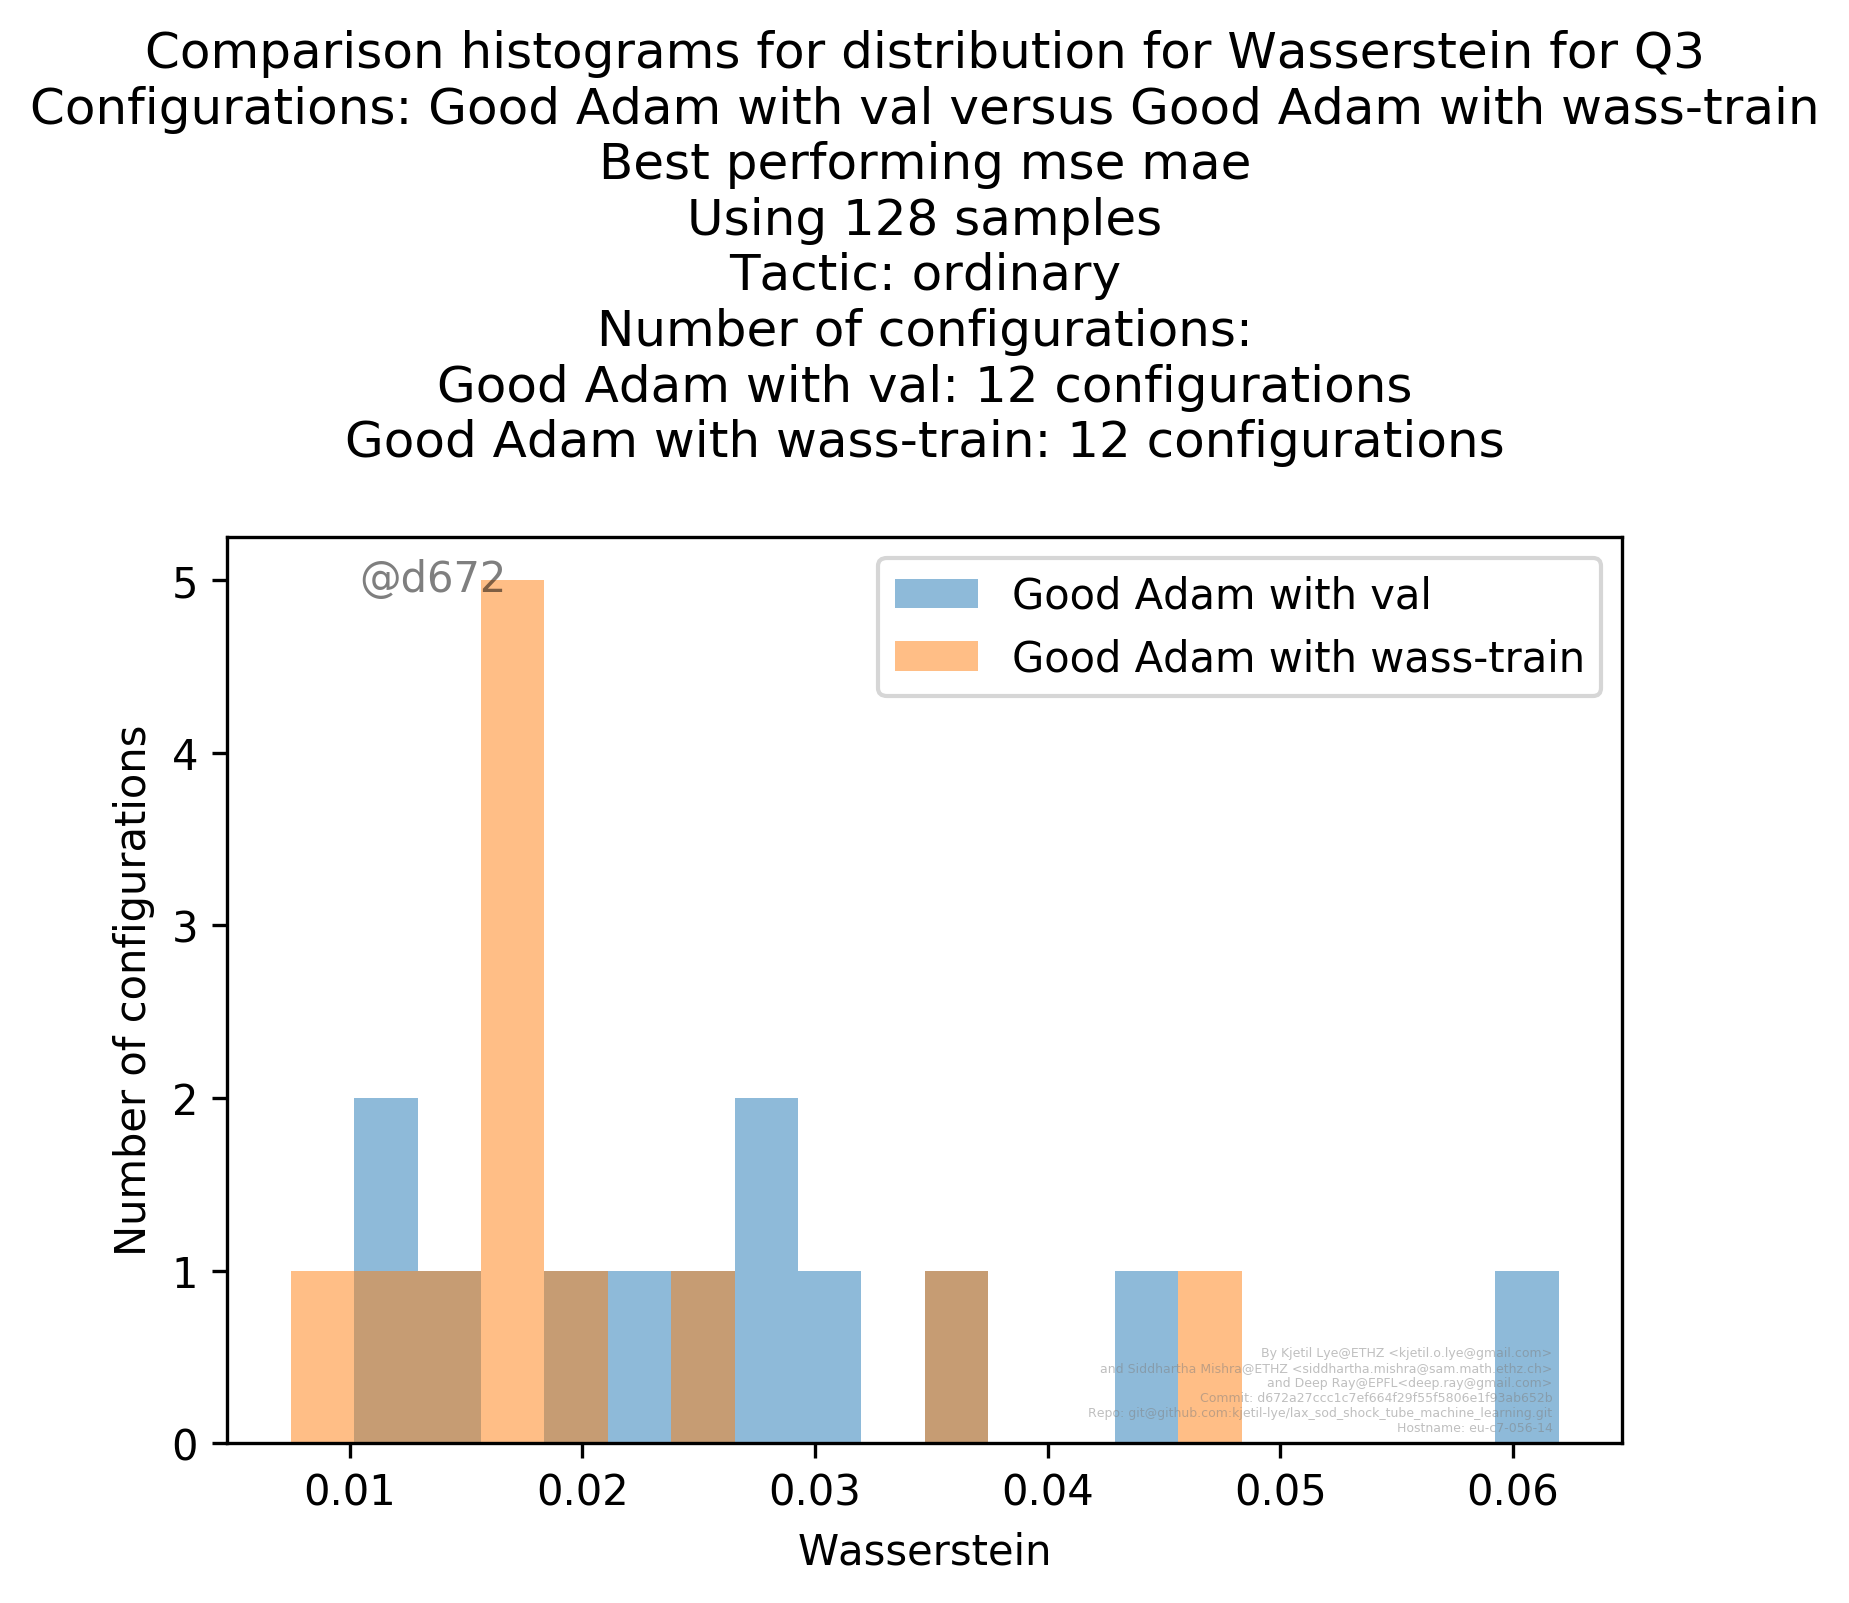 Comparison histograms for distribution for Wasserstein for Q3
Configurations: Good Adam with val versus Good Adam with wass-train
Best performing mse mae
Using 128 samples
Tactic: ordinary
Number of configurations:
Good Adam with val: 12 configurations
Good Adam with wass-train: 12 configurations
@d672
Good Adam with val
Good Adam with wass-train
Number of configurations
5
4
3
2
1
0
By Kjetil Lye@ETHZ <kjetil.o.lye@gmail.com>
and Siddhartha Mishra@ETHZ <siddhartha.mishra@sam.math.ethz.ch>
and Deep Ray@EPFL<deep.ray@gmail.com>
Commit: d672a27ccc1c7ef664f29f55f5806e1f93ab652b
Repo: git@github.com:kjetil-lye/lax_sod_shock_tube_machine_learning.git
Hostname: eu-c7-056-14
0.01 0.02 0.03 0.04 0.05 0.06
Wasserstein